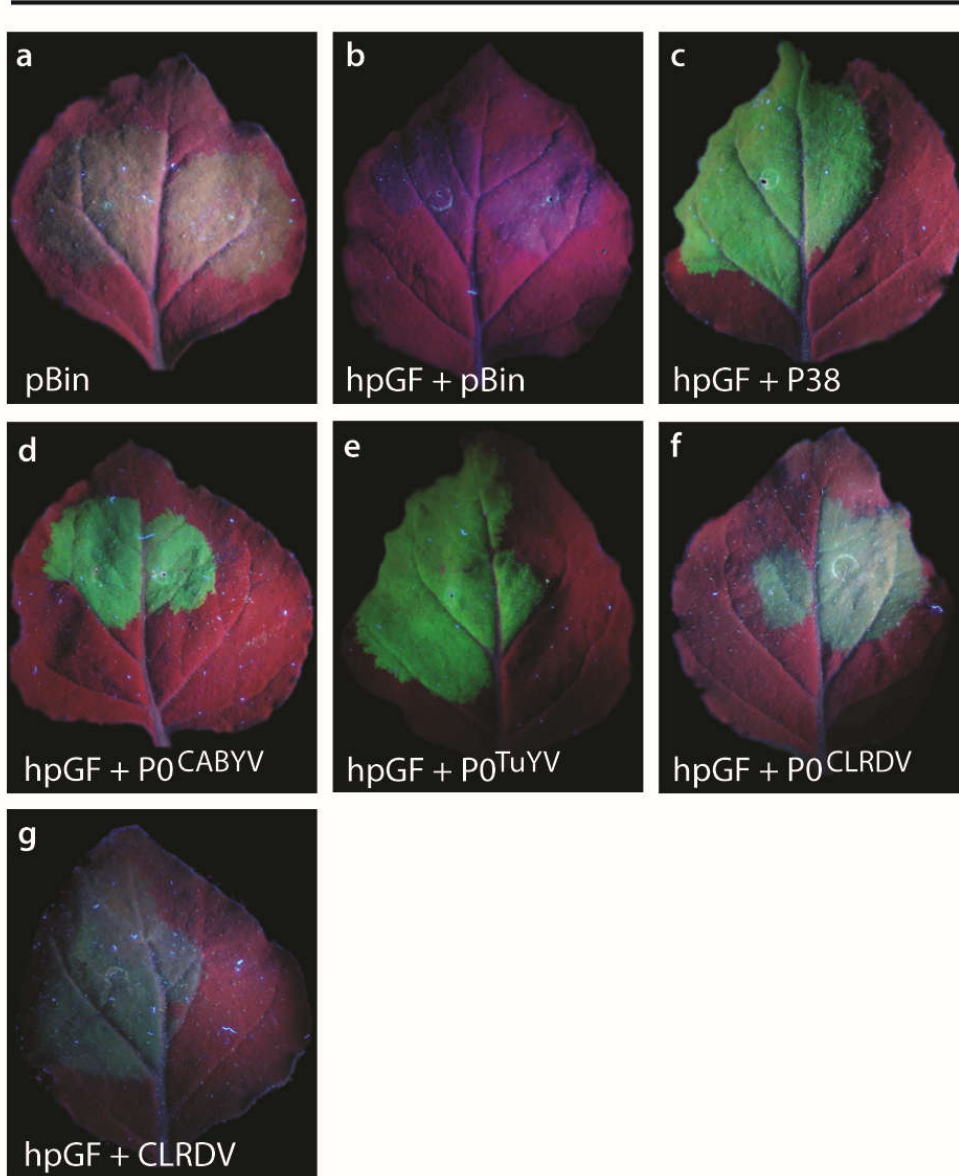 a
pBin
b
hpGF + pBin
c
hpGF + P38
d
hpGF + P0CABYV
e
hpGF + P0TuYV
f
hpGF + P0CLRDV
g
hpGF + CLRDV